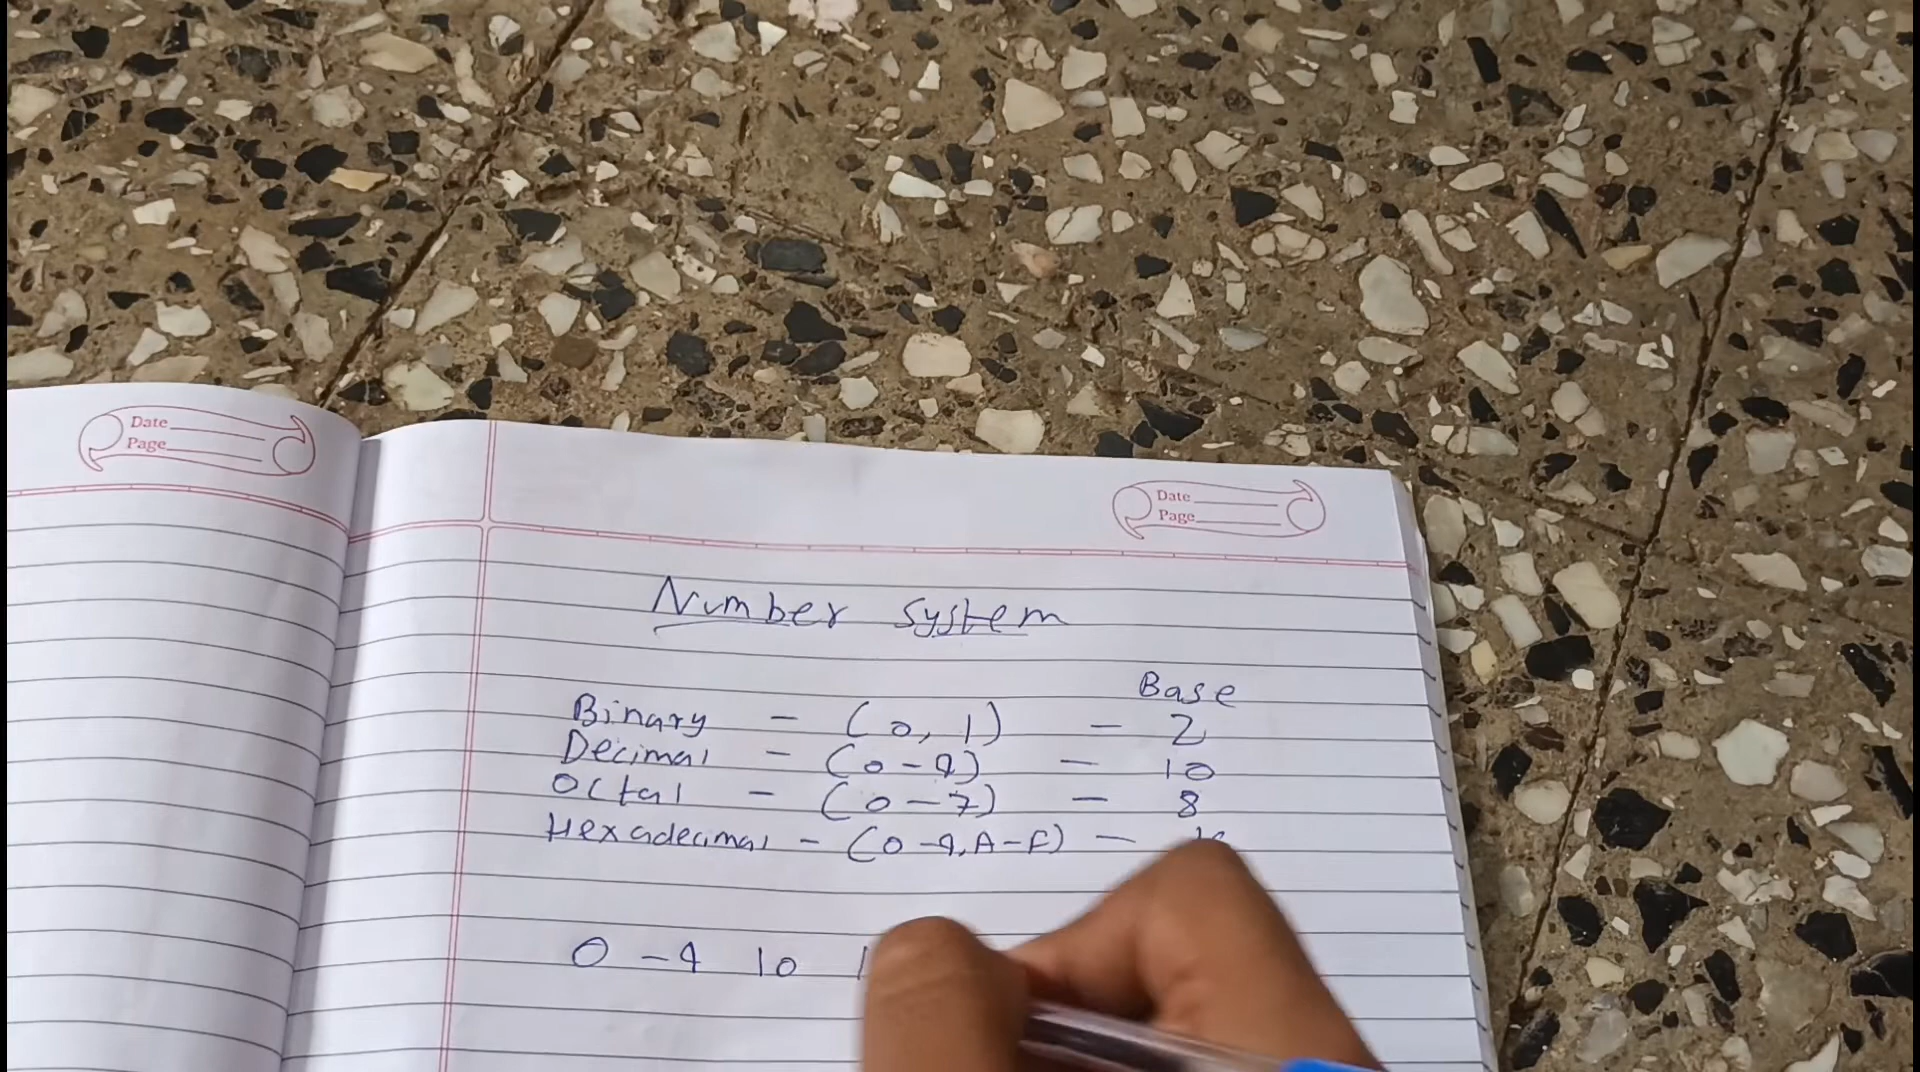 Date
Page
Date
Page
Number System
Base
Binary - (0, 1) - 2
Decimal - (0-9) - 10
Octal - (0-7) - 8
Hexadecimal - (0-9, A-F) -
0 - 9 10